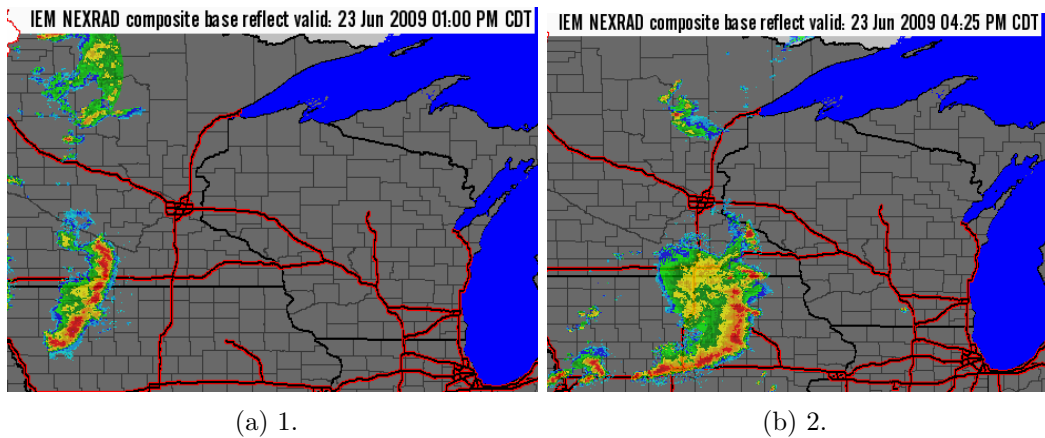 IEM NEXRAD composite base reflect valid: 23 Jun 2009 01:00 PM CDT
IEM NEXRAD composite base reflect valid: 23 Jun 2009 04:25 PM CDT
(a) 1.
(b) 2.